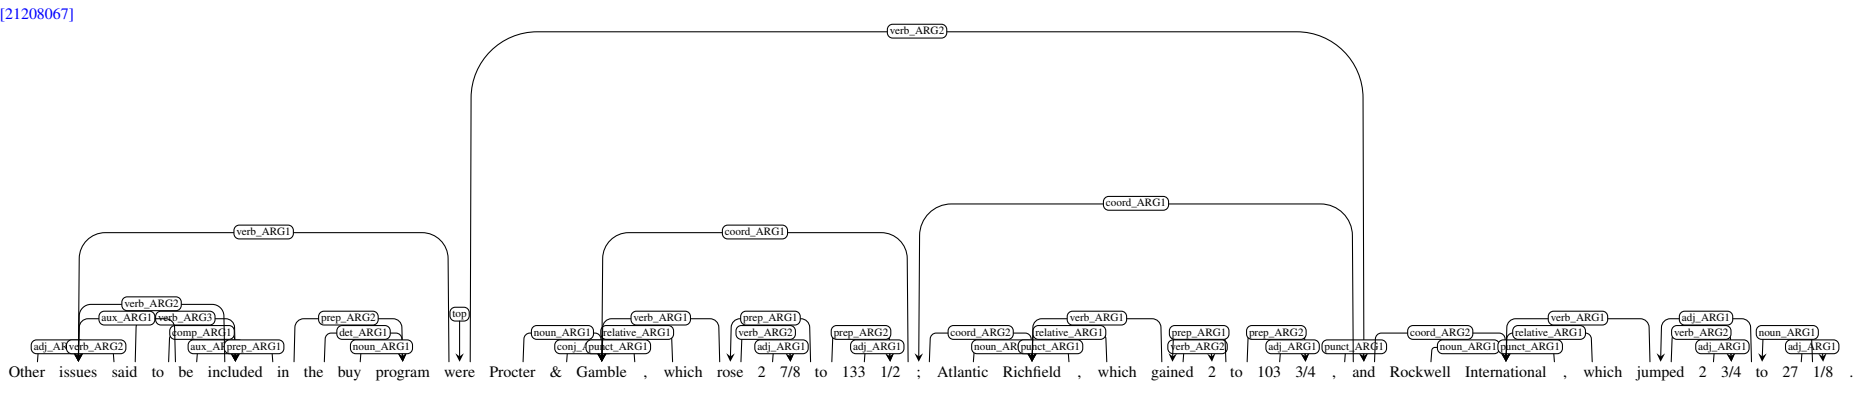 [21208067]
verb_ARG2
coord_ARG1
verb_ARG1 coord_ARG1
verb_ARG2
top
aux_ARG1 verb_ARG3 prep_ARG2 verb_ARG1 prep_ARG1 verb_ARG1 verb_ARG1 adj_ARG1
comp_ARG1 det_ARG1 noun_ARG1 relative_ARG1 verb_ARG2 prep_ARG2 coord_ARG2 relative_ARG1 prep_ARG1 prep_ARG2 coord_ARG2 relative_ARG1 verb_ARG2 noun_ARG1
verb_ARG2 prep_ARG1 noun_ARG1 punct_ARG1 adj_ARG1 adj_ARG1 punct_ARG1 verb_ARG2 adj_ARG1 punct_ARG1 noun_ARG1 punct_ARG1 adj_ARG1 adj_ARG1
Other issues said to be included in the buy program were Procter & Gamble , which rose 2 7/8 to 133 1/2 ; Atlantic Richfield , which gained 2 to 103 3/4 , and Rockwell International , which jumped 2 3/4 to 27 1/8 .